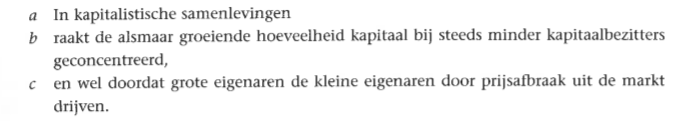 a In kapitalistische samenlevingen
b raakt de alsmaar groeiende hoeveelheid kapitaal bij steeds minder kapitaalbezitters
geconcentreerd,
c en wel doordat grote eigenaren de kleine eigenaren door prijsafbraak uit de markt
drijven.